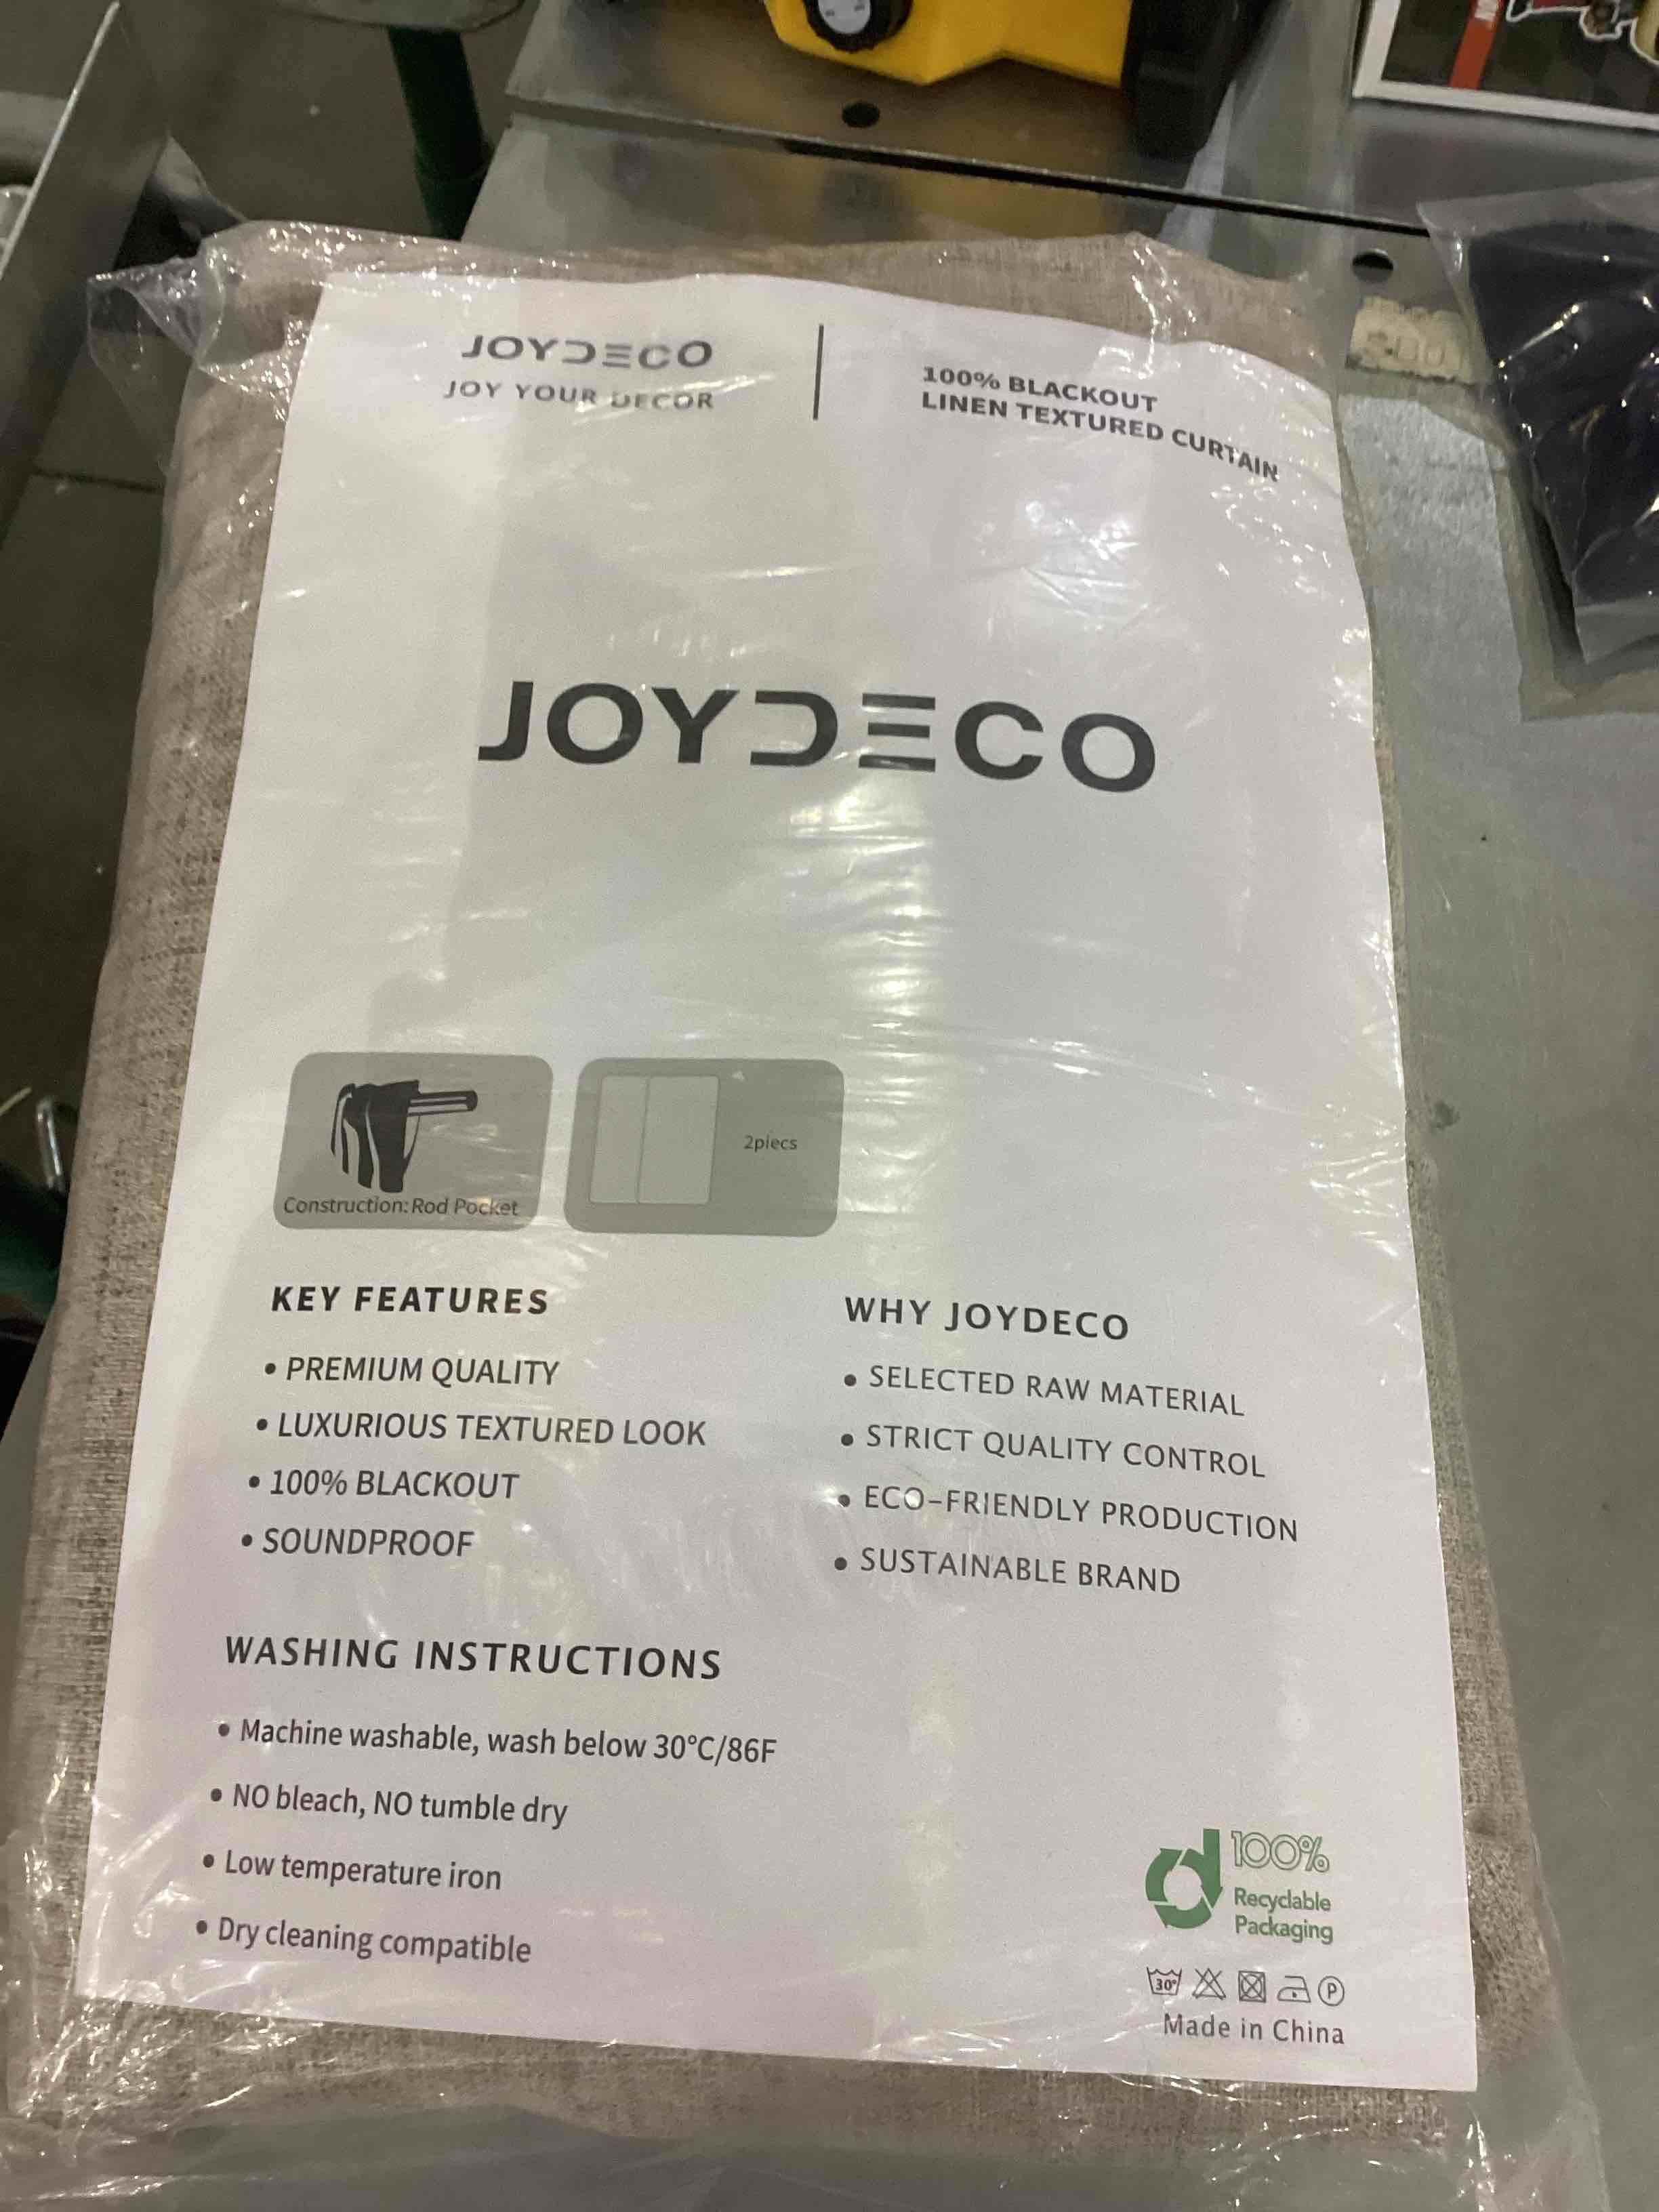 JOYDECO
JOY YOUR DECOR
100% BLACKOUT
LINEN TEXTURED CURTAIN
JOYDECO
Construction: Rod Pocket
2piecs
KEY FEATURES
• PREMIUM QUALITY
• LUXURIOUS TEXTURED LOOK
• 100% BLACKOUT
• SOUNDPROOF
WHY JOYDECO
• SELECTED RAW MATERIAL
• STRICT QUALITY CONTROL
• ECO-FRIENDLY PRODUCTION
• SUSTAINABLE BRAND
WASHING INSTRUCTIONS
• Machine washable, wash below 30°C/86F
• NO bleach, NO tumble dry
• Low temperature iron
• Dry cleaning compatible
100%
Recyclable
Packaging
30° P
Made in China